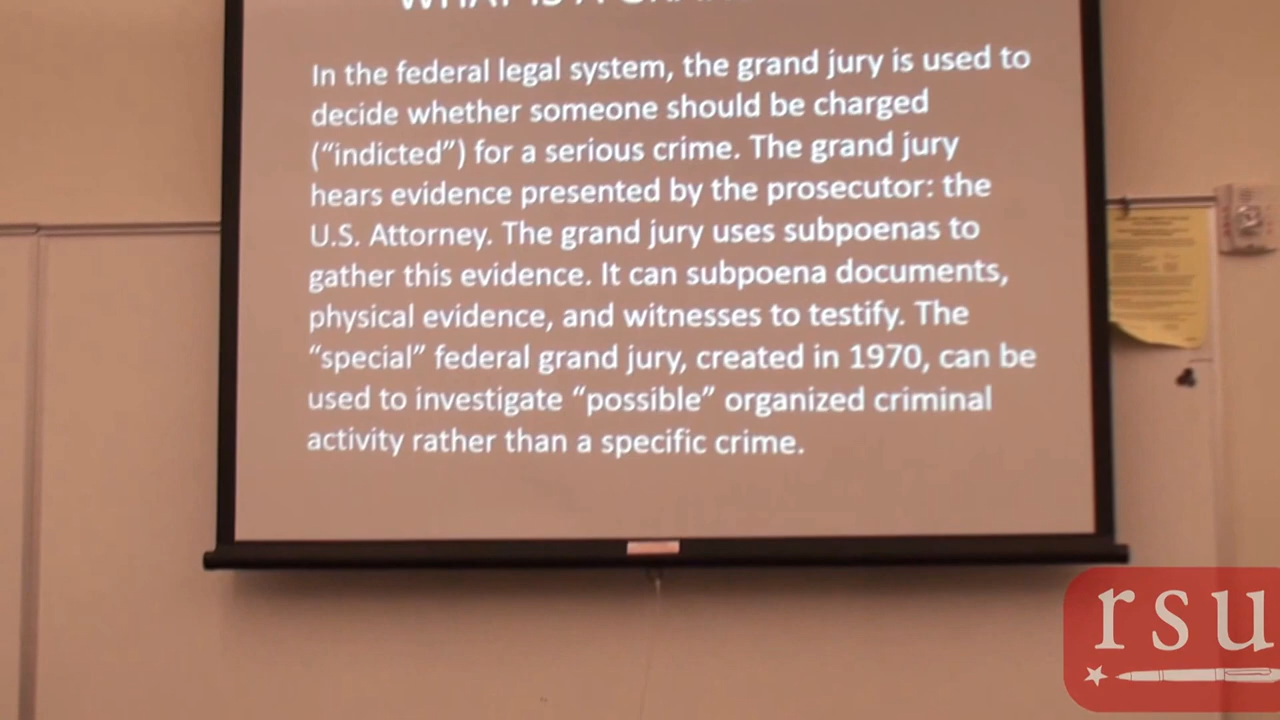 WHAT IS A
In the federal legal system, the grand jury is used to
decide whether someone should be charged
(“indicted”) for a serious crime. The grand jury
hears evidence presented by the prosecutor: the
U.S. Attorney. The grand jury uses subpoenas to
gather this evidence. It can subpoena documents,
physical evidence, and witnesses to testify. The
“special” federal grand jury, created in 1970, can be
used to investigate “possible” organized criminal
activity rather than a specific crime.
rsu